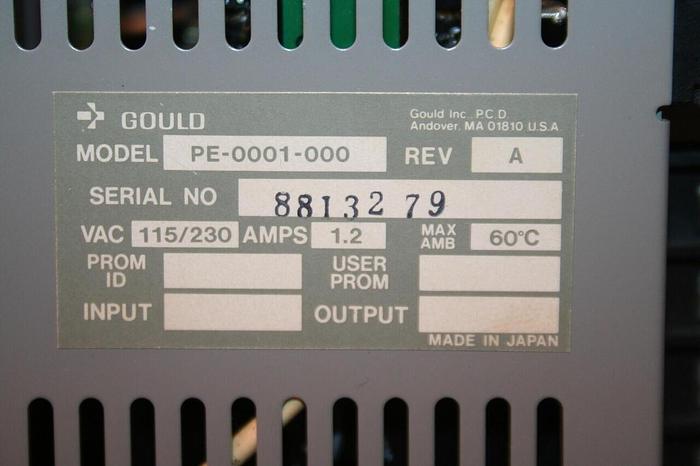 GOULD
Gould Inc. P.C.D.
Andover, MA 01810 U.S.A.
MODEL PE-0001-000 REV A
SERIAL NO 8813279
VAC 115/230 AMPS 1.2 MAX AMB 60°C
PROM ID USER PROM
INPUT OUTPUT
MADE IN JAPAN